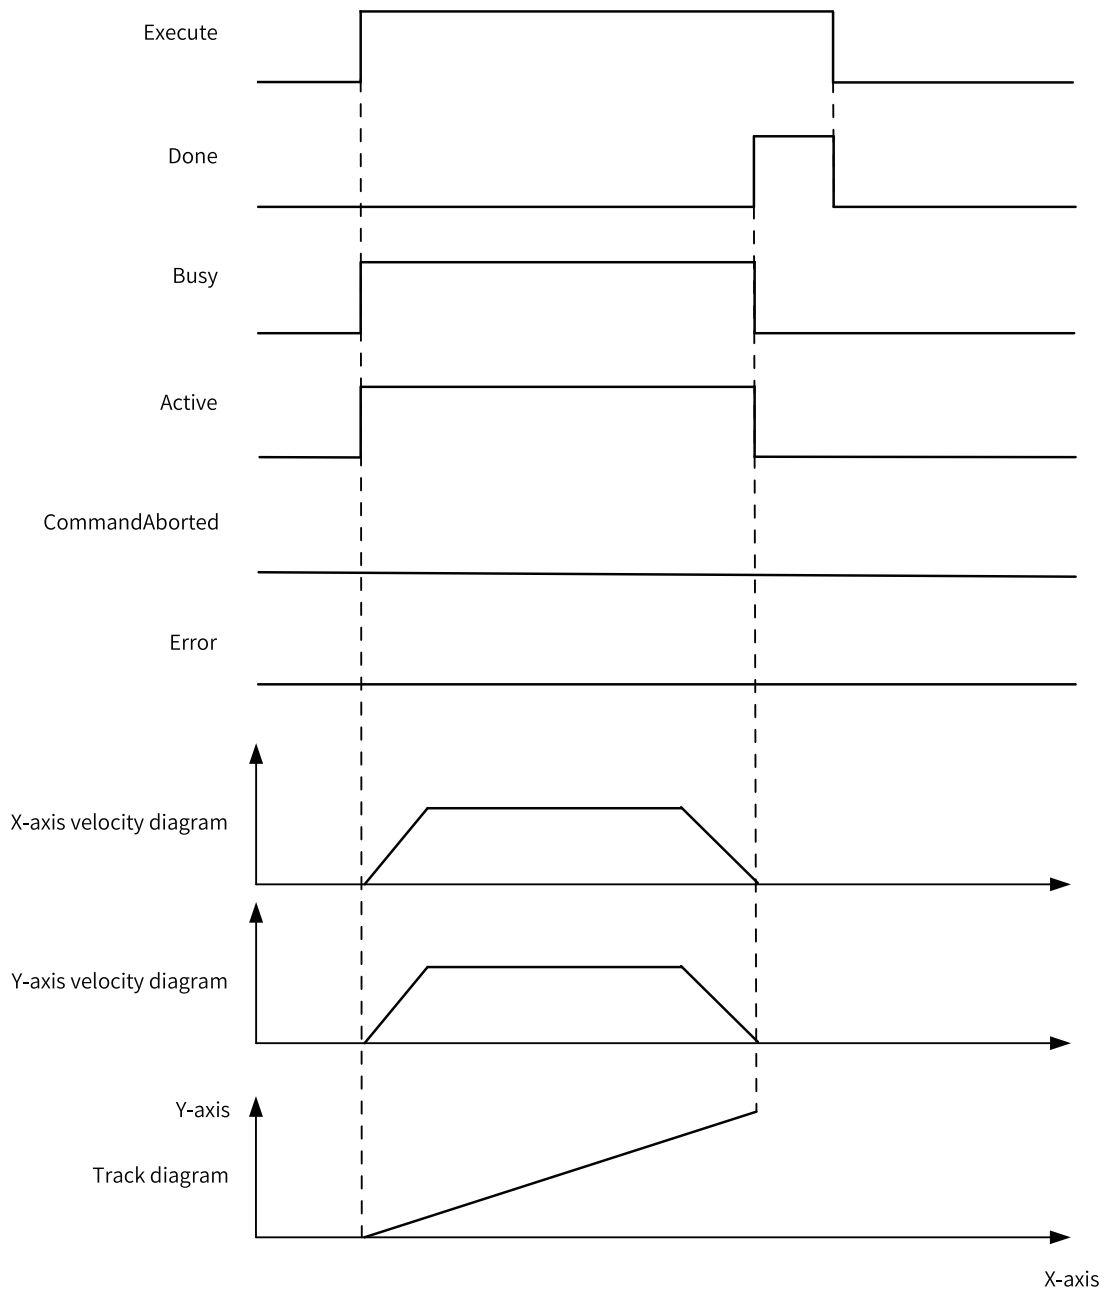 Execute
Done
Busy
Active
CommandAborted
Error
X-axis velocity diagram
Y-axis velocity diagram
Y-axis
Track diagram
X-axis